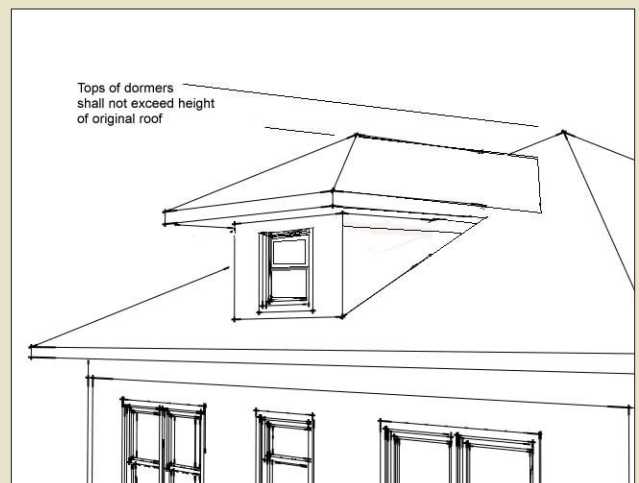 Tops of dormers
shall not exceed height
of original roof